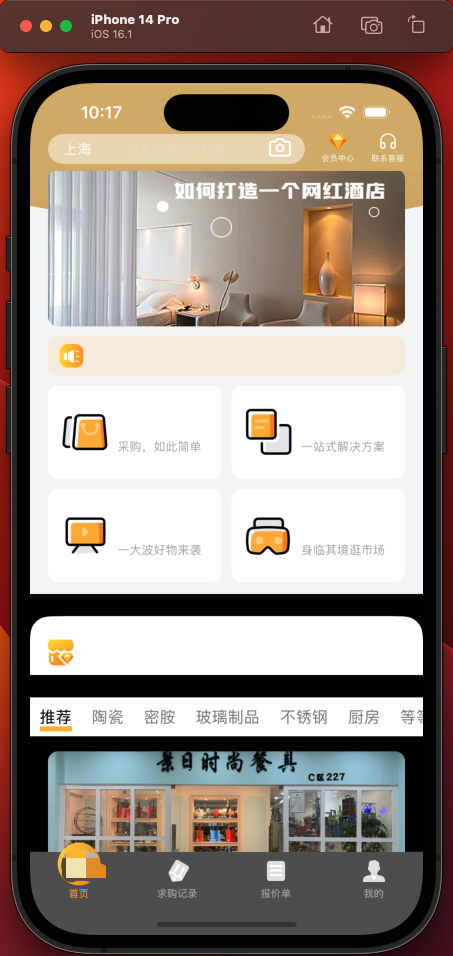 iPhone 14 Pro
iOS 16.1
10:17
上海
会员中心
联系客服
如何打造一个网红酒店
采购，如此简单
一站式解决方案
一大波好物来袭
身临其境逛市场
推荐 陶瓷 密胺 玻璃制品 不锈钢 厨房 等等
景日时尚餐具
C区227
首页 求购记录 报价单 我的